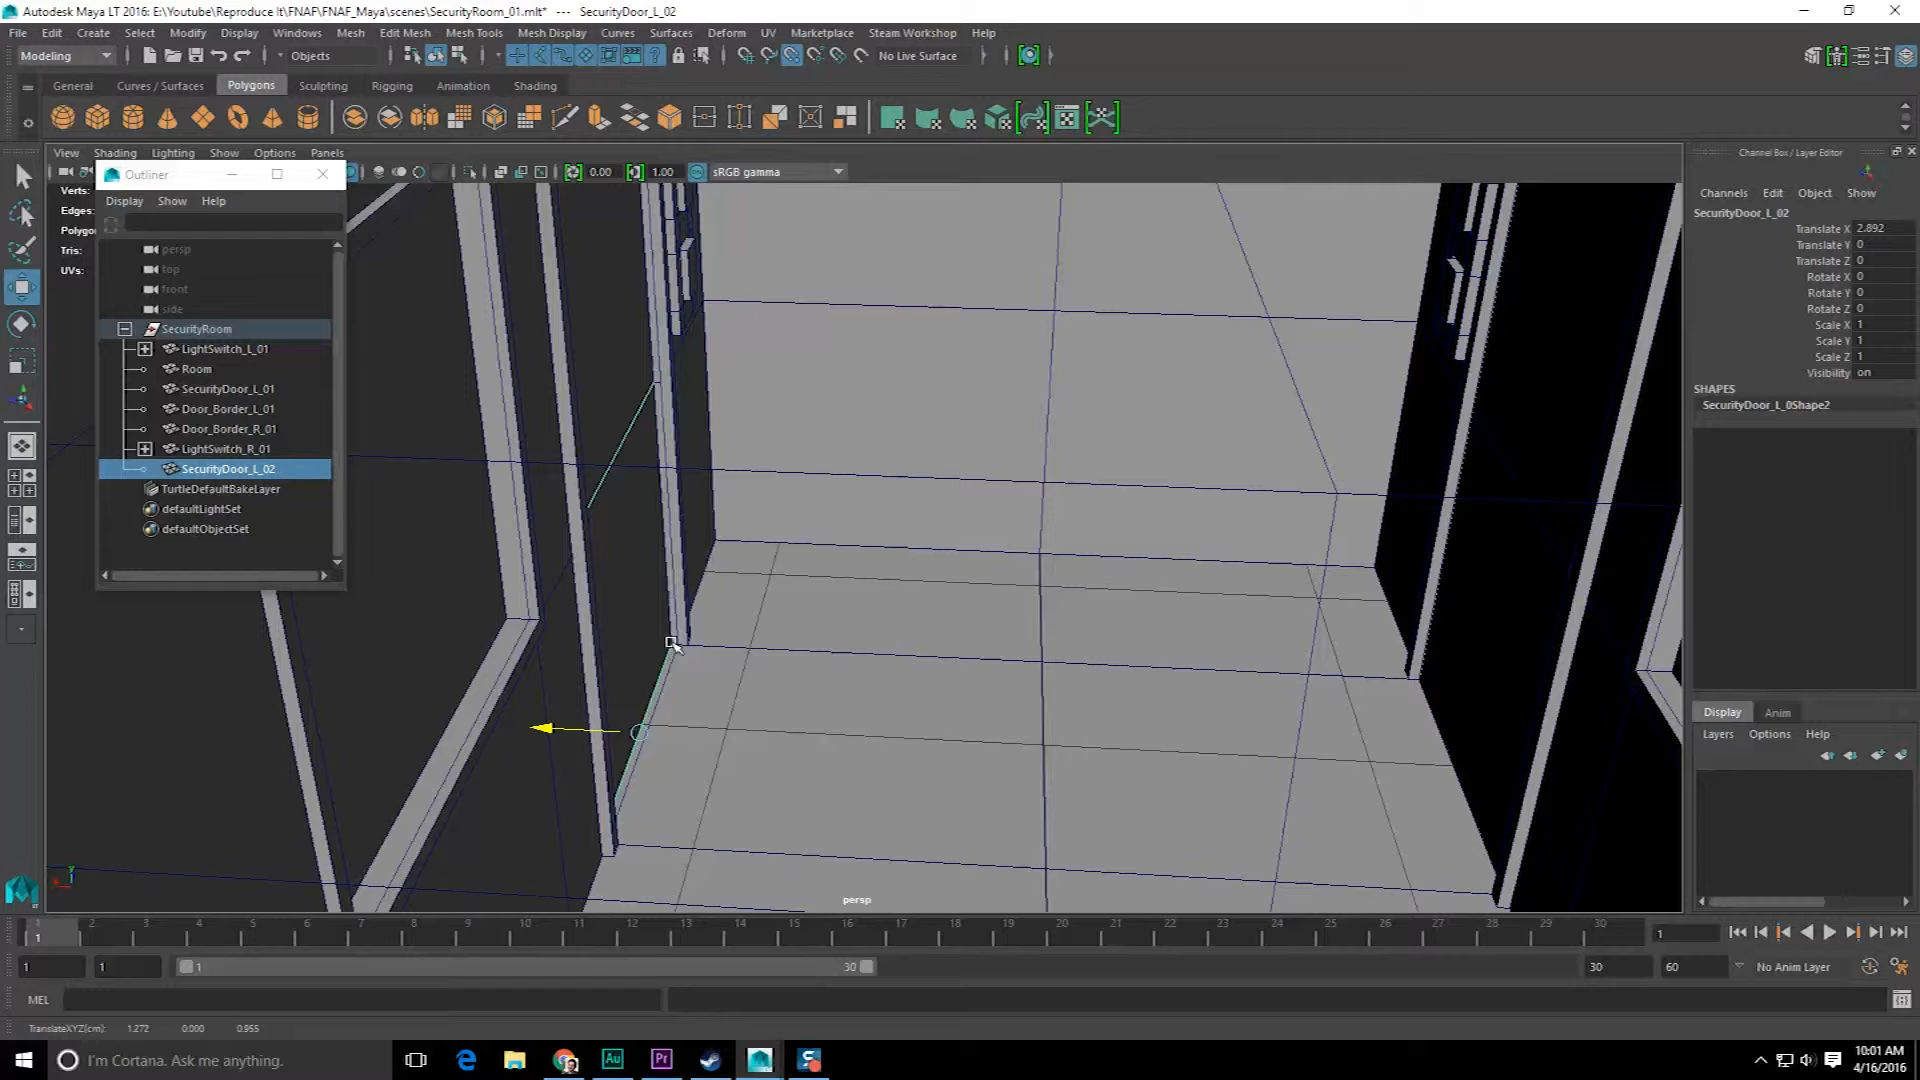 Autodesk Maya LT 2016: E:\Youtube\Reproduce It\FNAF\FNAF_Maya\scenes\SecurityRoom_01.mlt* --- SecurityDoor_L_02
File Edit Create Select Modify Display Windows Mesh Edit Mesh Mesh Tools Mesh Display Curves Surfaces Deform UV Marketplace Steam Workshop Help
Modeling Objects No Live Surface
General Curves / Surfaces Polygons Sculpting Rigging Animation Shading
View Shading Lighting Show Options Panels
0.00 1.00 sRGB gamma
Verts:
Edges:
Polygo
Tris:
UVs:
Outliner
Display Show Help
persp
top
front
side
SecurityRoom
LightSwitch_L_01
Room
SecurityDoor_L_01
Door_Border_L_01
Door_Border_R_01
LightSwitch_R_01
SecurityDoor_L_02
TurtleDefaultBakeLayer
defaultLightSet
defaultObjectSet
persp
Channel Box / Layer Editor
Channels Edit Object Show
SecurityDoor_L_02
Translate X 2.892
Translate Y 0
Translate Z 0
Rotate X 0
Rotate Y 0
Rotate Z 0
Scale X 1
Scale Y 1
Scale Z 1
Visibility on
SHAPES
SecurityDoor_L_0Shape2
Display Anim
Layers Options Help
1 2 3 4 5 6 7 8 9 10 11 12 13 14 15 16 17 18 19 20 21 22 23 24 25 26 27 28 29 30
1 1
1 1 1 30 30 60 No Anim Layer
MEL
TranslateXYZ(cm): 1.272 0.000 0.955
I'm Cortana. Ask me anything.
Au Pr
10:01 AM
4/16/2016